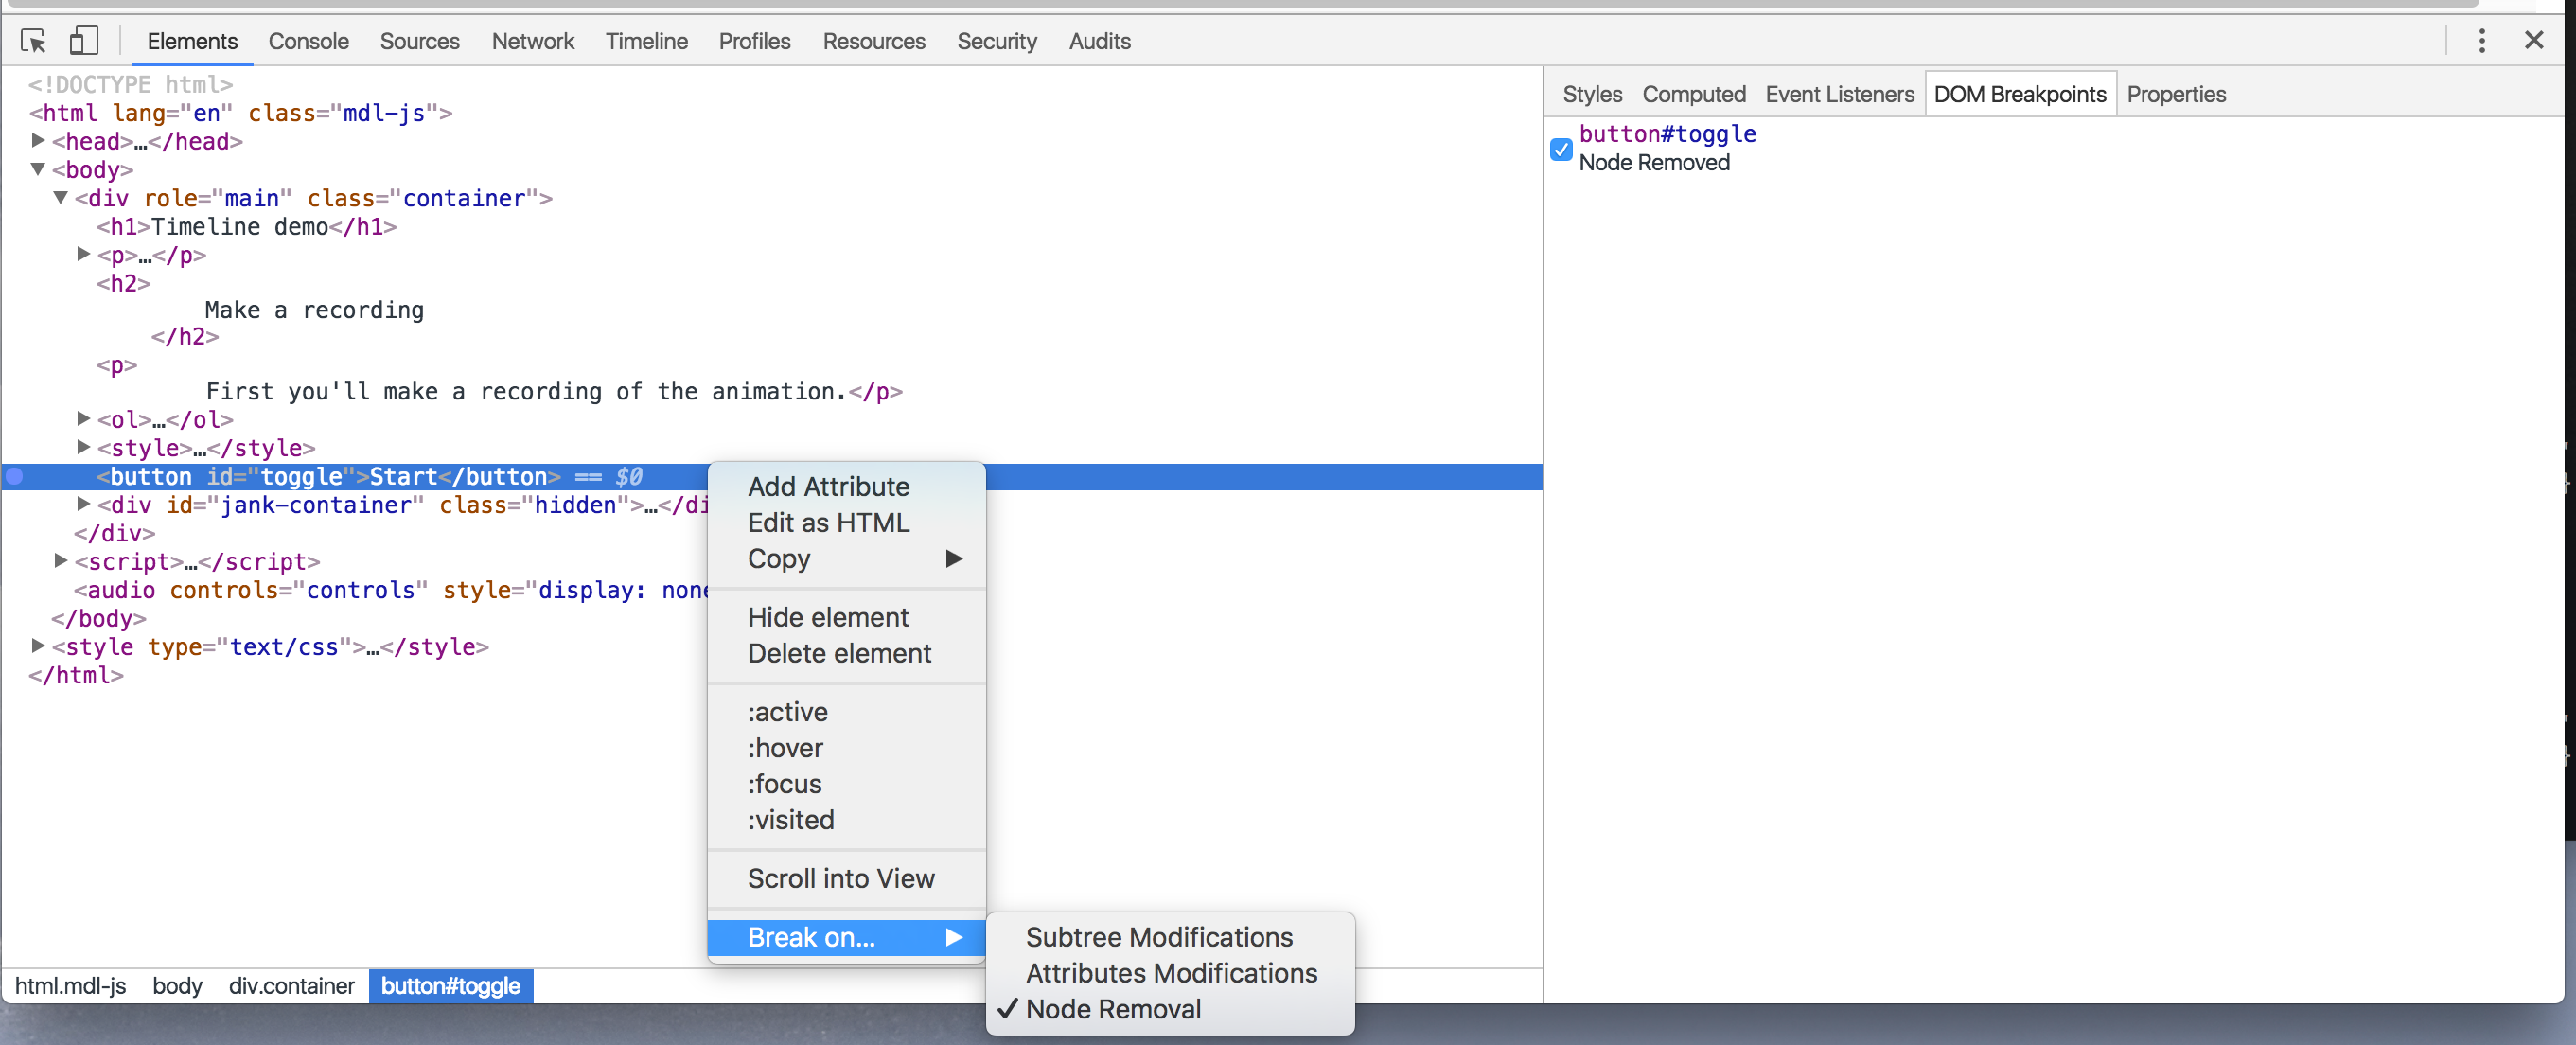 Elements Console Sources Network Timeline Profiles Resources Security Audits
<!DOCTYPE html>
<html lang="en" class="mdl-js">
<head>…</head>
<body>
<div role="main" class="container">
<h1>Timeline demo</h1>
<p>…</p>
<h2>
Make a recording
</h2>
<p>
First you'll make a recording of the animation.</p>
<ol>…</ol>
<style>…</style>
<button id="toggle">Start</button> == $0
<div id="jank-container" class="hidden">…</di
</div>
<script>…</script>
<audio controls="controls" style="display: none
</body>
<style type="text/css">…</style>
</html>
Add Attribute
Edit as HTML
Copy
Hide element
Delete element
:active
:hover
:focus
:visited
Scroll into View
Break on...
Subtree Modifications
Attributes Modifications
✓ Node Removal
html.mdl-js body div.container button#toggle
Styles Computed Event Listeners DOM Breakpoints Properties
button#toggle
Node Removed